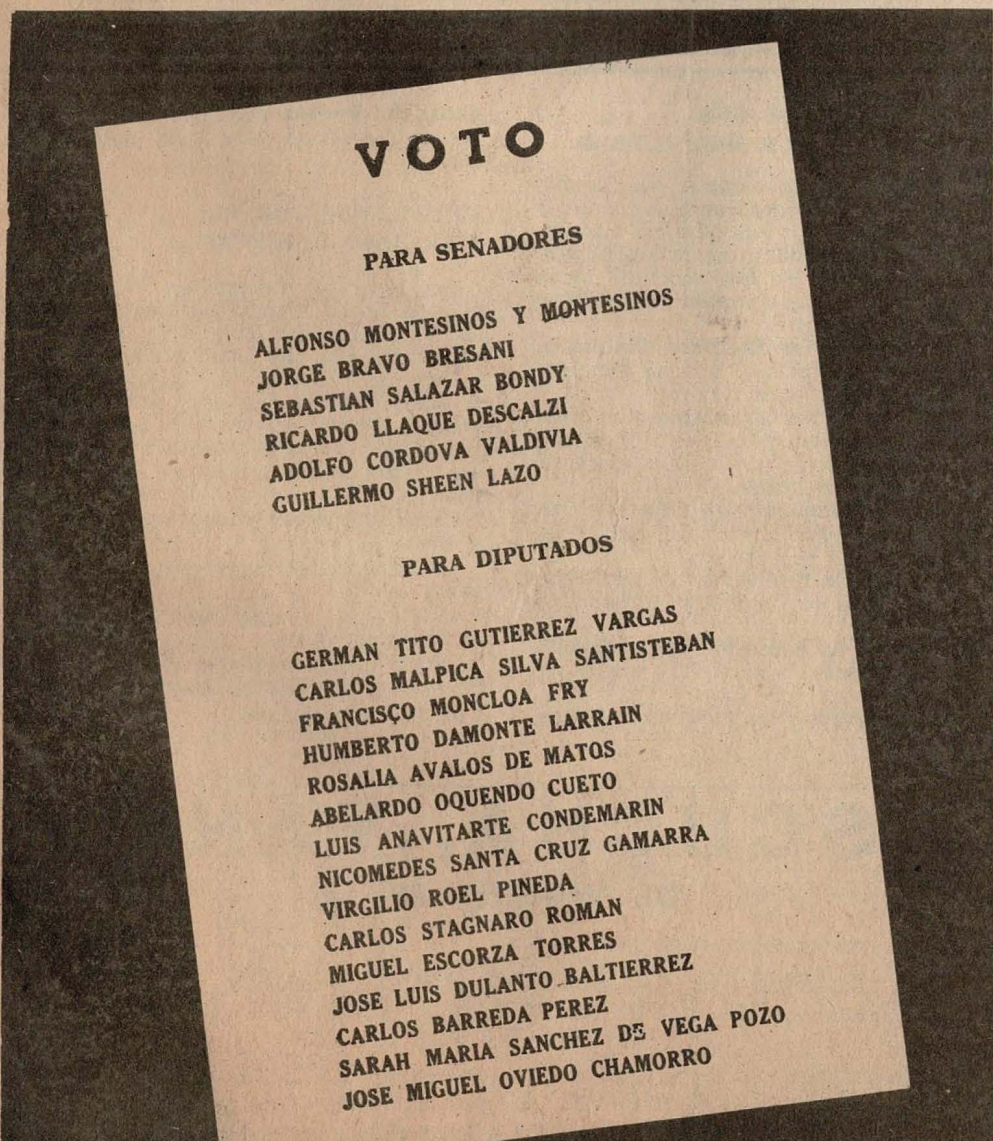 VOTO
PARA SENADORES
ALFONSO MONTESINOS Y MONTESINOS
JORGE BRAVO BRESANI
SEBASTIAN SALAZAR BONDY
RICARDO LLAQUE DESCALZI
ADOLFO CORDOVA VALDIVIA
GUILLERMO SHEEN LAZO
PARA DIPUTADOS
GERMAN TITO GUTIERREZ VARGAS
CARLOS MALPICA SILVA SANTISTEBAN
FRANCISÇO MONCLOA FRY
HUMBERTO DAMONTE LARRAIN
ROSALIA AVALOS DE MATOS
ABELARDO OQUENDO CUETO
LUIS ANAVITARTE CONDEMARIN
NICOMEDES SANTA CRUZ GAMARRA
VIRGILIO ROEL PINEDA
CARLOS STAGNARO ROMAN
MIGUEL ESCORZA TORRES
JOSE LUIS DULANTO BALTIERREZ
CARLOS BARREDA PEREZ
SARAH MARIA SANCHEZ DE VEGA POZO
JOSE MIGUEL OVIEDO CHAMORRO